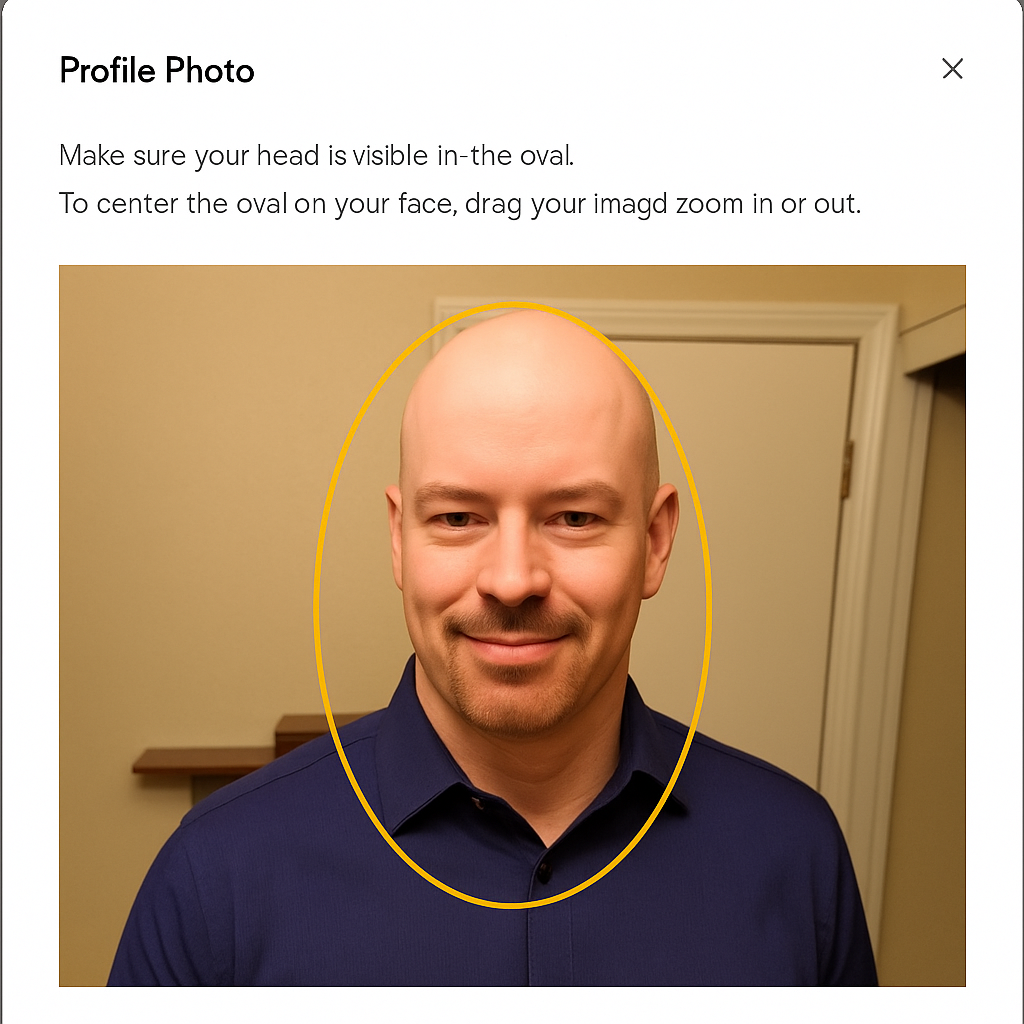 Profile Photo
Make sure your head is visible in-the oval.
To center the oval on your face, drag your imagd zoom in or out.